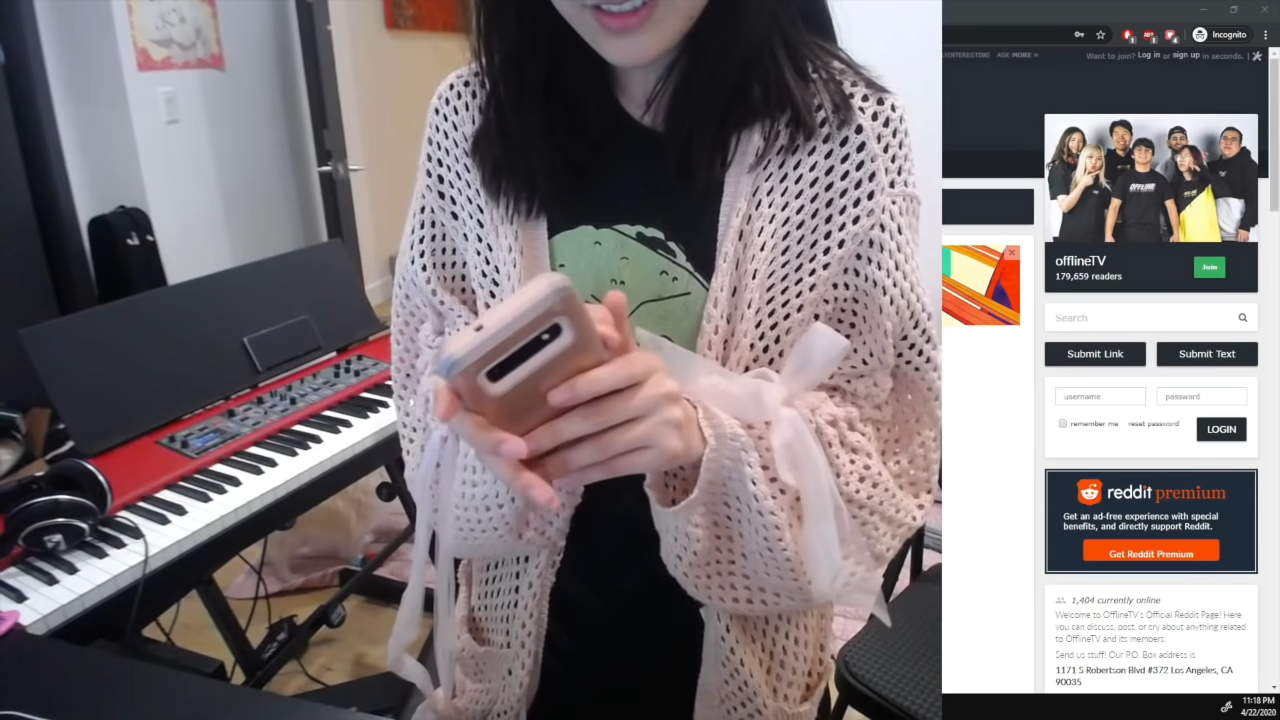 Incognito
YINTERESTING ASK MORE »
Want to join? Log in or sign up in seconds.
OFFLINE
offlineTV
179,659 readers
Join
Search
Submit Link
Submit Text
username
password
remember me
reset password
LOGIN
reddit premium
Get an ad-free experience with special
benefits, and directly support Reddit.
Get Reddit Premium
1,404 currently online
Welcome to OfflineTV's Official Reddit Page! Here
you can discuss, post, or cry about anything related
to OfflineTV and its members.
Send us stuff! Our P.O. Box address is
1171 S Robertson Blvd #372 Los Angeles, CA
90035
11:18 PM
4/22/2020